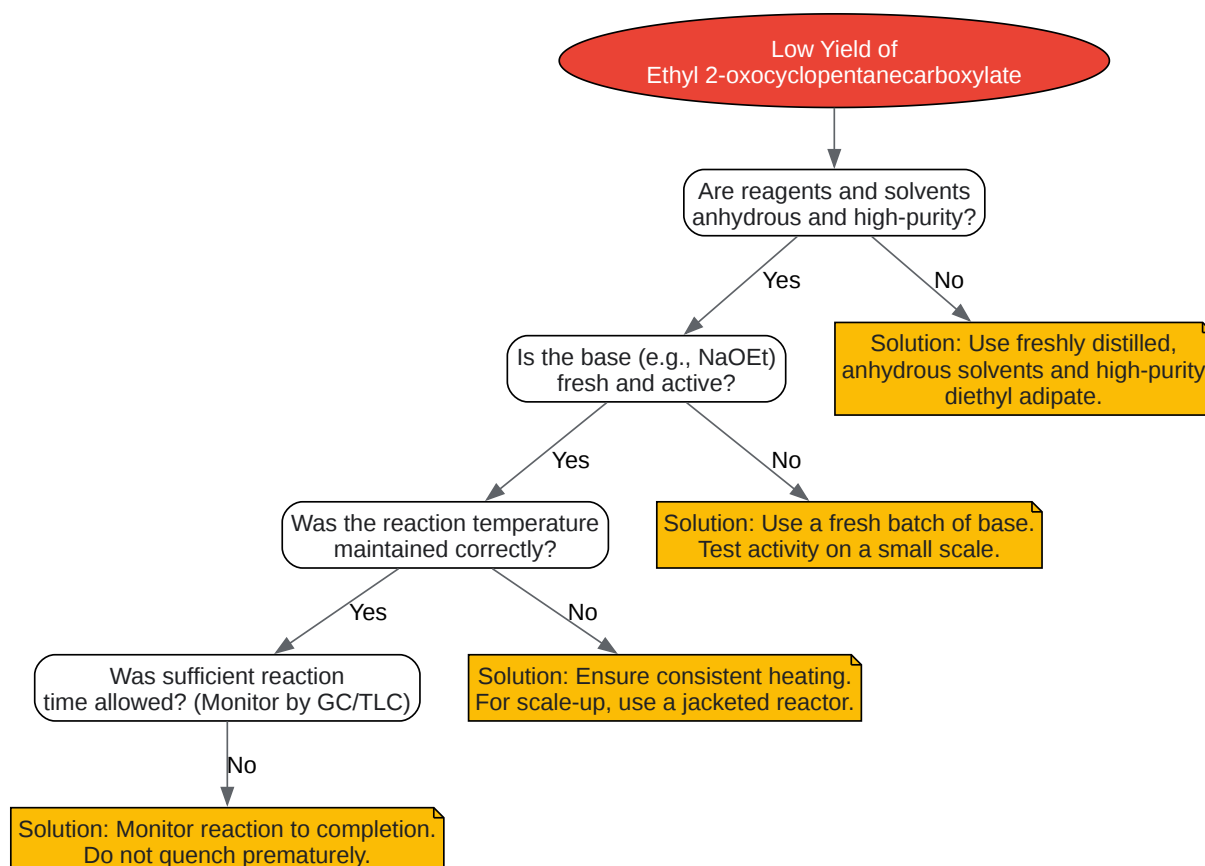 Low Yield of
Ethyl 2-oxocyclopentanecarboxylate
Are reagents and solvents
anhydrous and high-purity?
Yes
No
Is the base (e.g., NaOEt)
fresh and active?
Solution: Use freshly distilled,
anhydrous solvents and high-purity
diethyl adipate.
Yes
No
Was the reaction temperature
maintained correctly?
Solution: Use a fresh batch of base.
Test activity on a small scale.
Yes
No
Was sufficient reaction
time allowed? (Monitor by GC/TLC)
Solution: Ensure consistent heating.
For scale-up, use a jacketed reactor.
No
Solution: Monitor reaction to completion.
Do not quench prematurely.